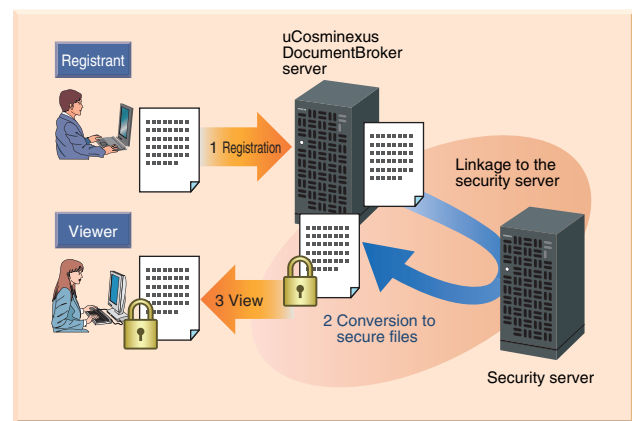 uCosminexus
DocumentBroker
server
Registrant
1 Registration
Linkage to the
security server
Viewer
3 View
2 Conversion to
secure files
Security server